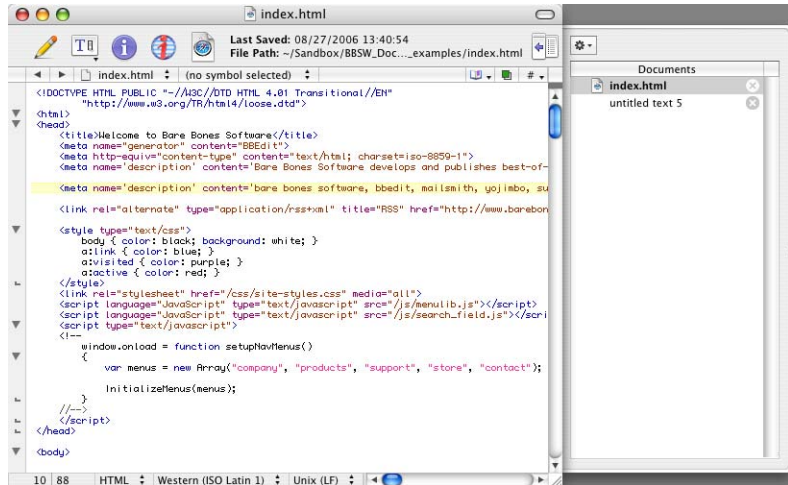 index.html
Last Saved: 08/27/2006 13:40:54
File Path: ~/Sandbox/BBSW_Doc..._examples/index.html
index.html (no symbol selected) #
<!DOCTYPE HTML PUBLIC "-//W3C//DTD HTML 4.01 Transitional//EN"
"http://www.w3.org/TR/html4/loose.dtd">
<html>
<head>
<title>Welcome to Bare Bones Software</title>
<meta name="generator" content="BBEdit">
<meta http-equiv="content-type" content="text/html; charset=iso-8859-1">
<meta name='description' content='Bare Bones Software develops and publishes best-of-
<meta name='description' content='bare bones software, bbedit, mailsmith, yojimbo, su
<link rel="alternate" type="application/rss+xml" title="RSS" href="http://www.barebon
<style type="text/css">
body { color: black; background: white; }
a:link { color: blue; }
a:visited { color: purple; }
a:active { color: red; }
</style>
<link rel="stylesheet" href="/css/site-styles.css" media="all">
<script language="JavaScript" type="text/javascript" src="/js/menulib.js"></script>
<script language="JavaScript" type="text/javascript" src="/js/search_field.js"></scri
<script type="text/javascript">
<!--
window.onload = function setupNavMenus()
{
var menus = new Array("company", "products", "support", "store", "contact");
InitializeMenus(menus);
}
//-->
</script>
</head>
<body>
10 88 HTML Western (ISO Latin 1) Unix (LF)
Documents
index.html
untitled text 5